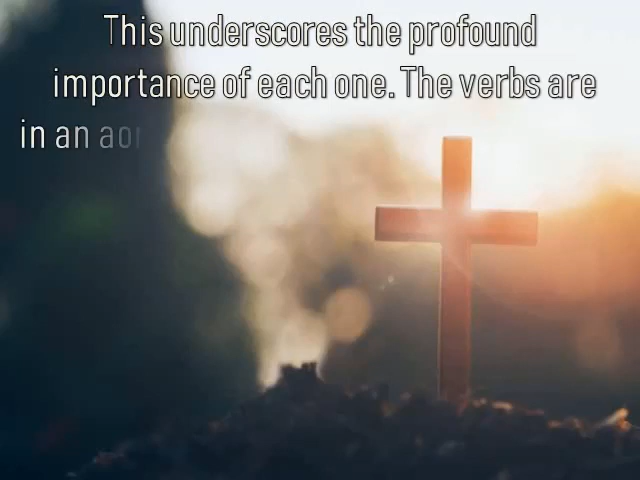 This underscores the profound
importance of each one. The verbs are
in an